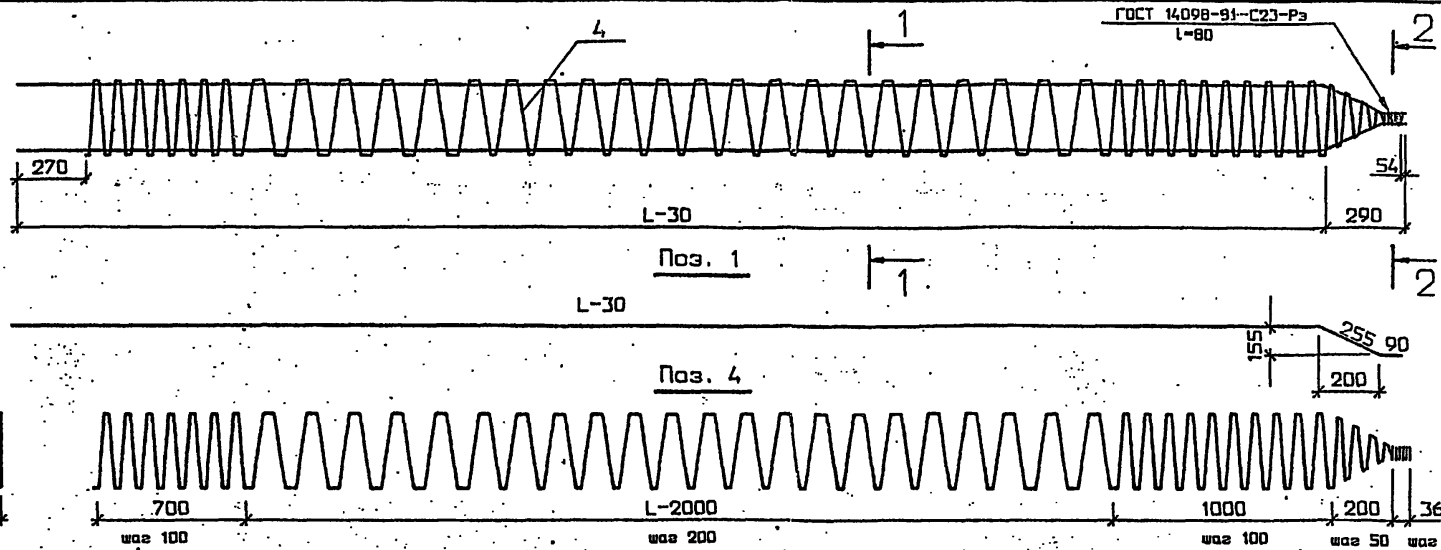 ГОСТ 14098-91-С23-Рэ
l=80
4
1
2
270
54
L-30
290
Поз. 1
1
2
L-30
155
255
90
200
Поз. 4
700
L-2000
1000
200
36
шаг 100
шаг 200
шаг 100
шаг 50
шаг